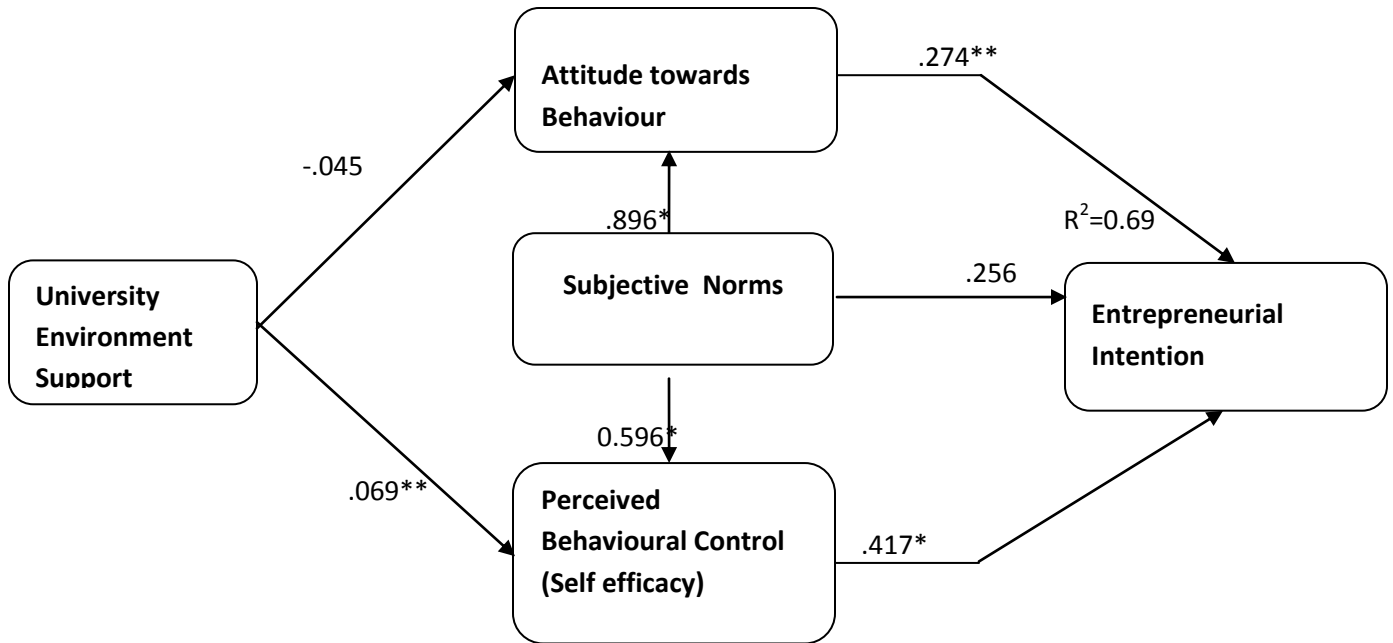 Attitude towards
Behaviour
.274**
-.045
.896*
R²=0.69
Subjective Norms
.256
University
Environment
Support
Entrepreneurial
Intention
0.596*
.069**
Perceived
Behavioural Control
(Self efficacy)
.417*